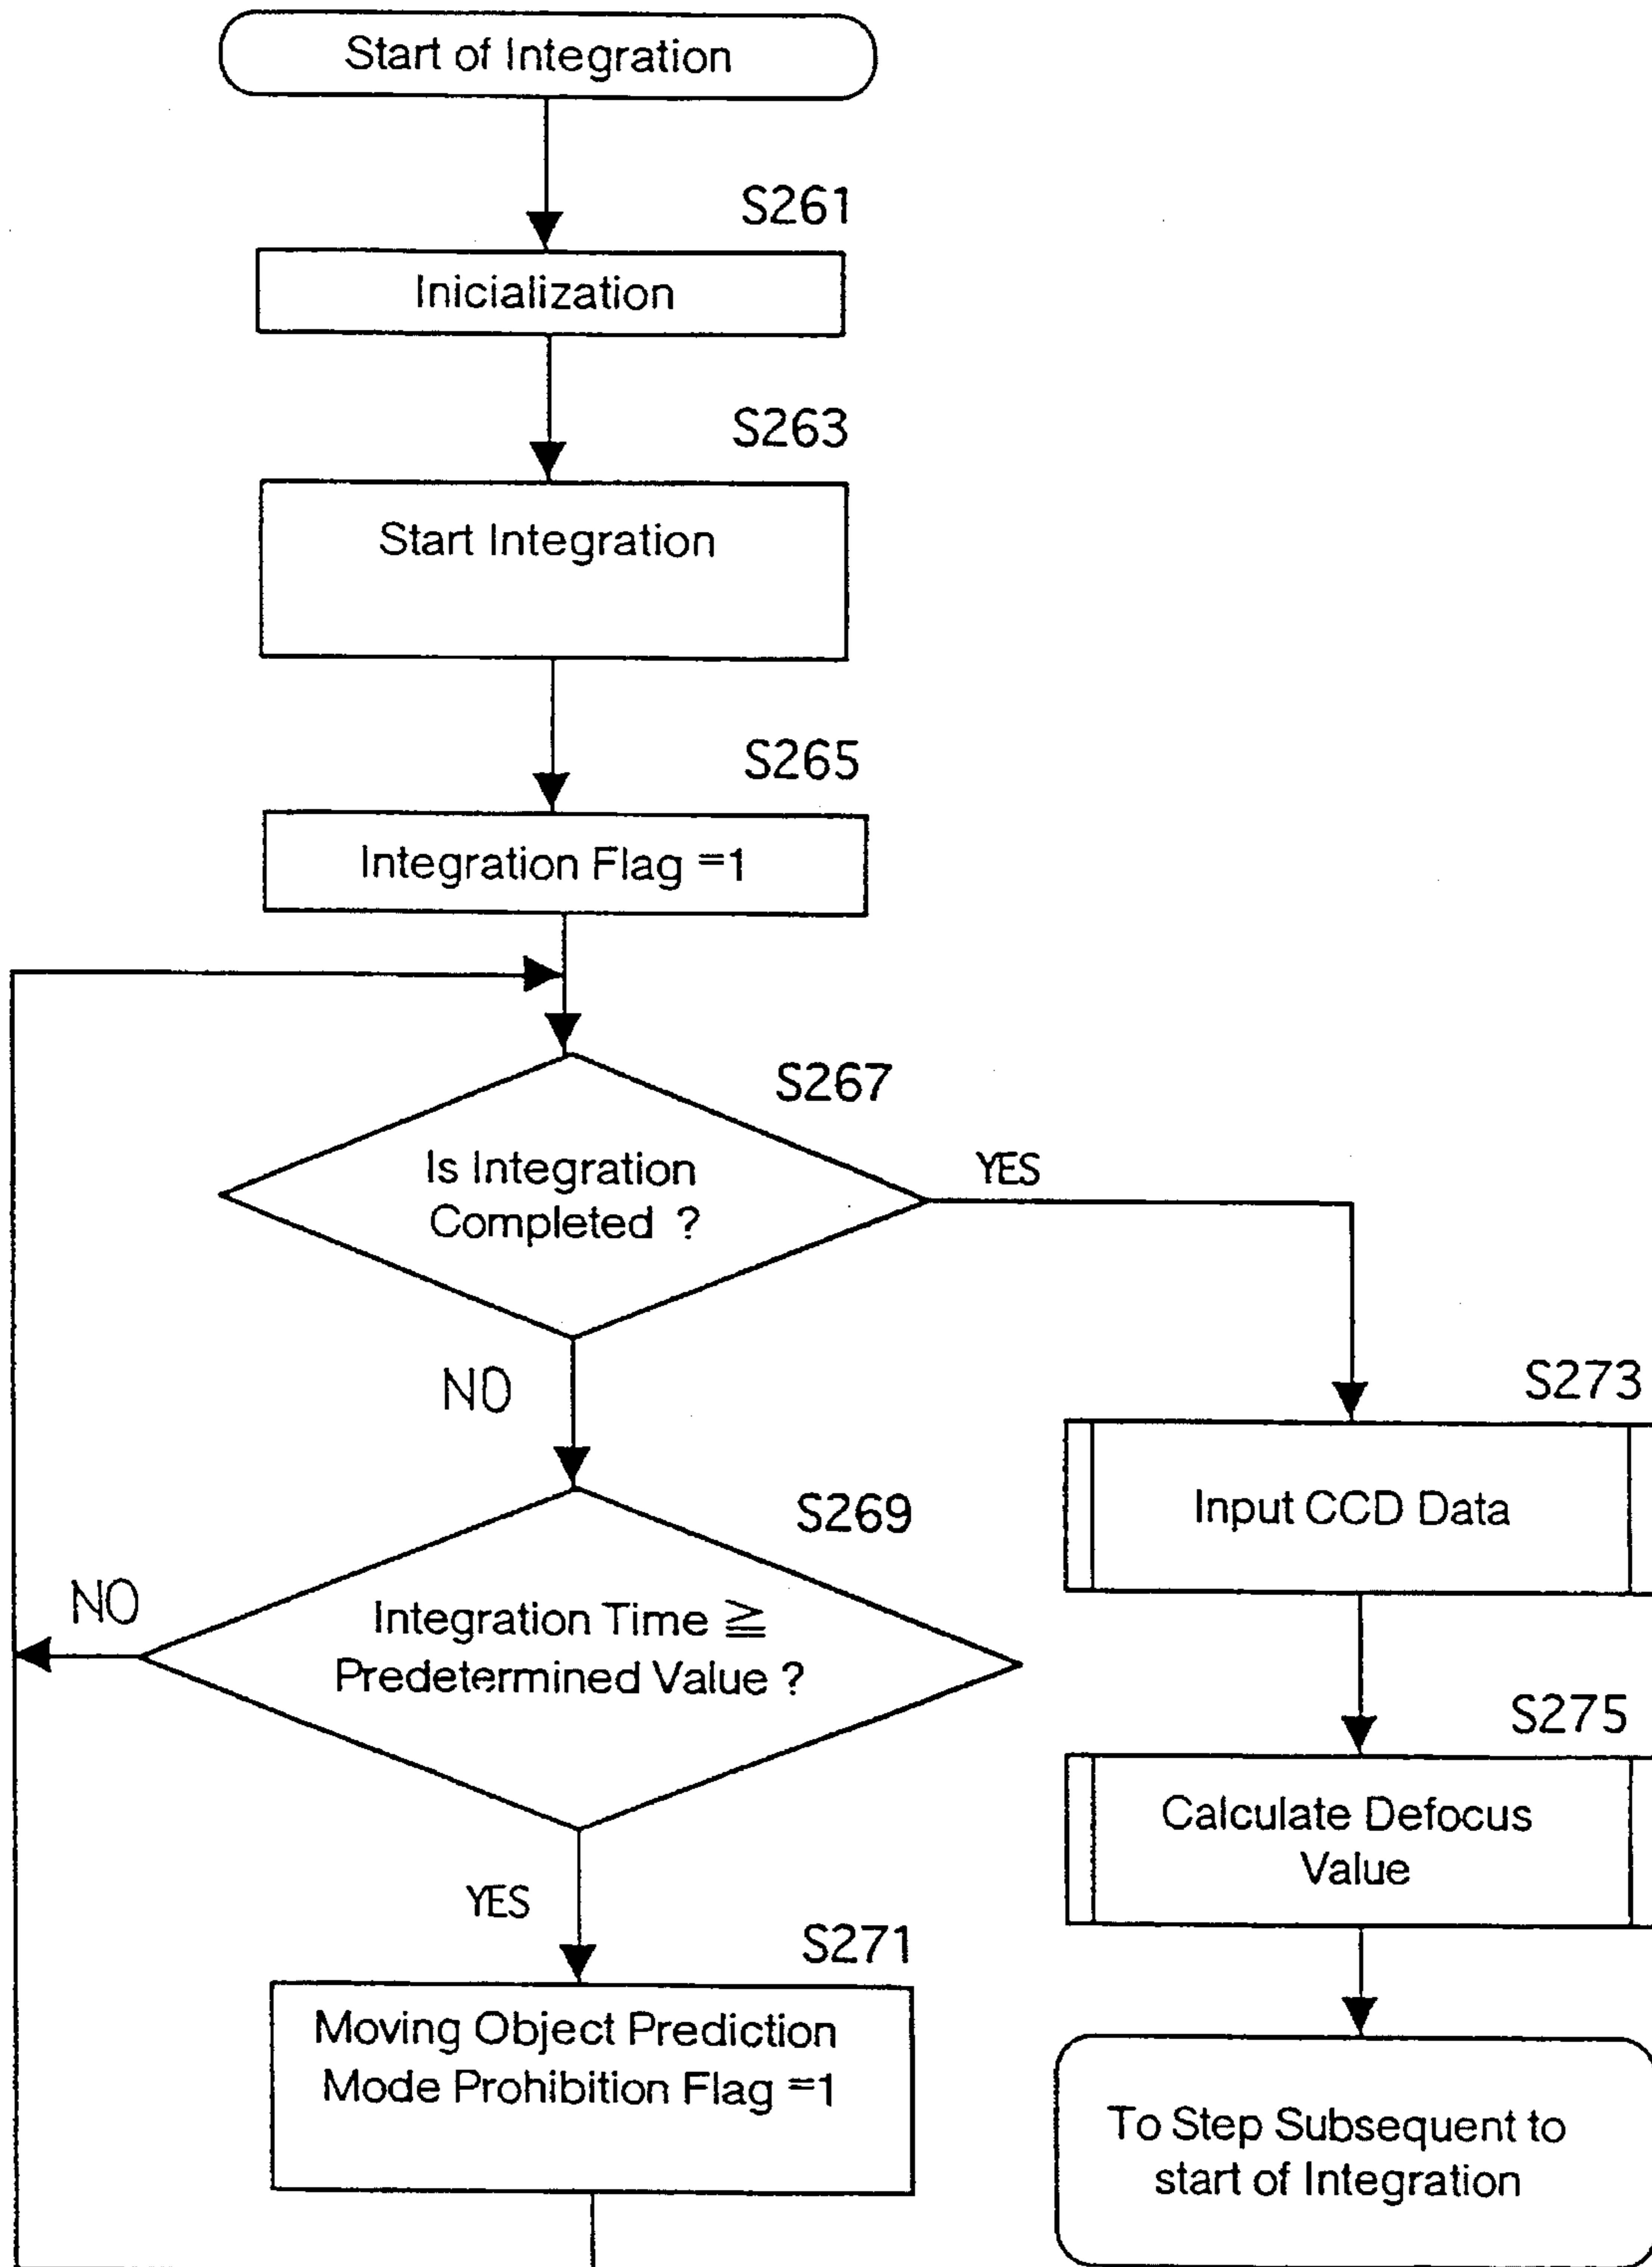 Start of Integration
S261
Inicialization
S263
Start Integration
S265
Integration Flag =1
S267
Is Integration
Completed ?
YES
NO
S269
Integration Time ≧
Predetermined Value ?
NO
YES
S271
Moving Object Prediction
Mode Prohibition Flag =1
S273
Input CCD Data
S275
Calculate Defocus
Value
To Step Subsequent to
start of Integration